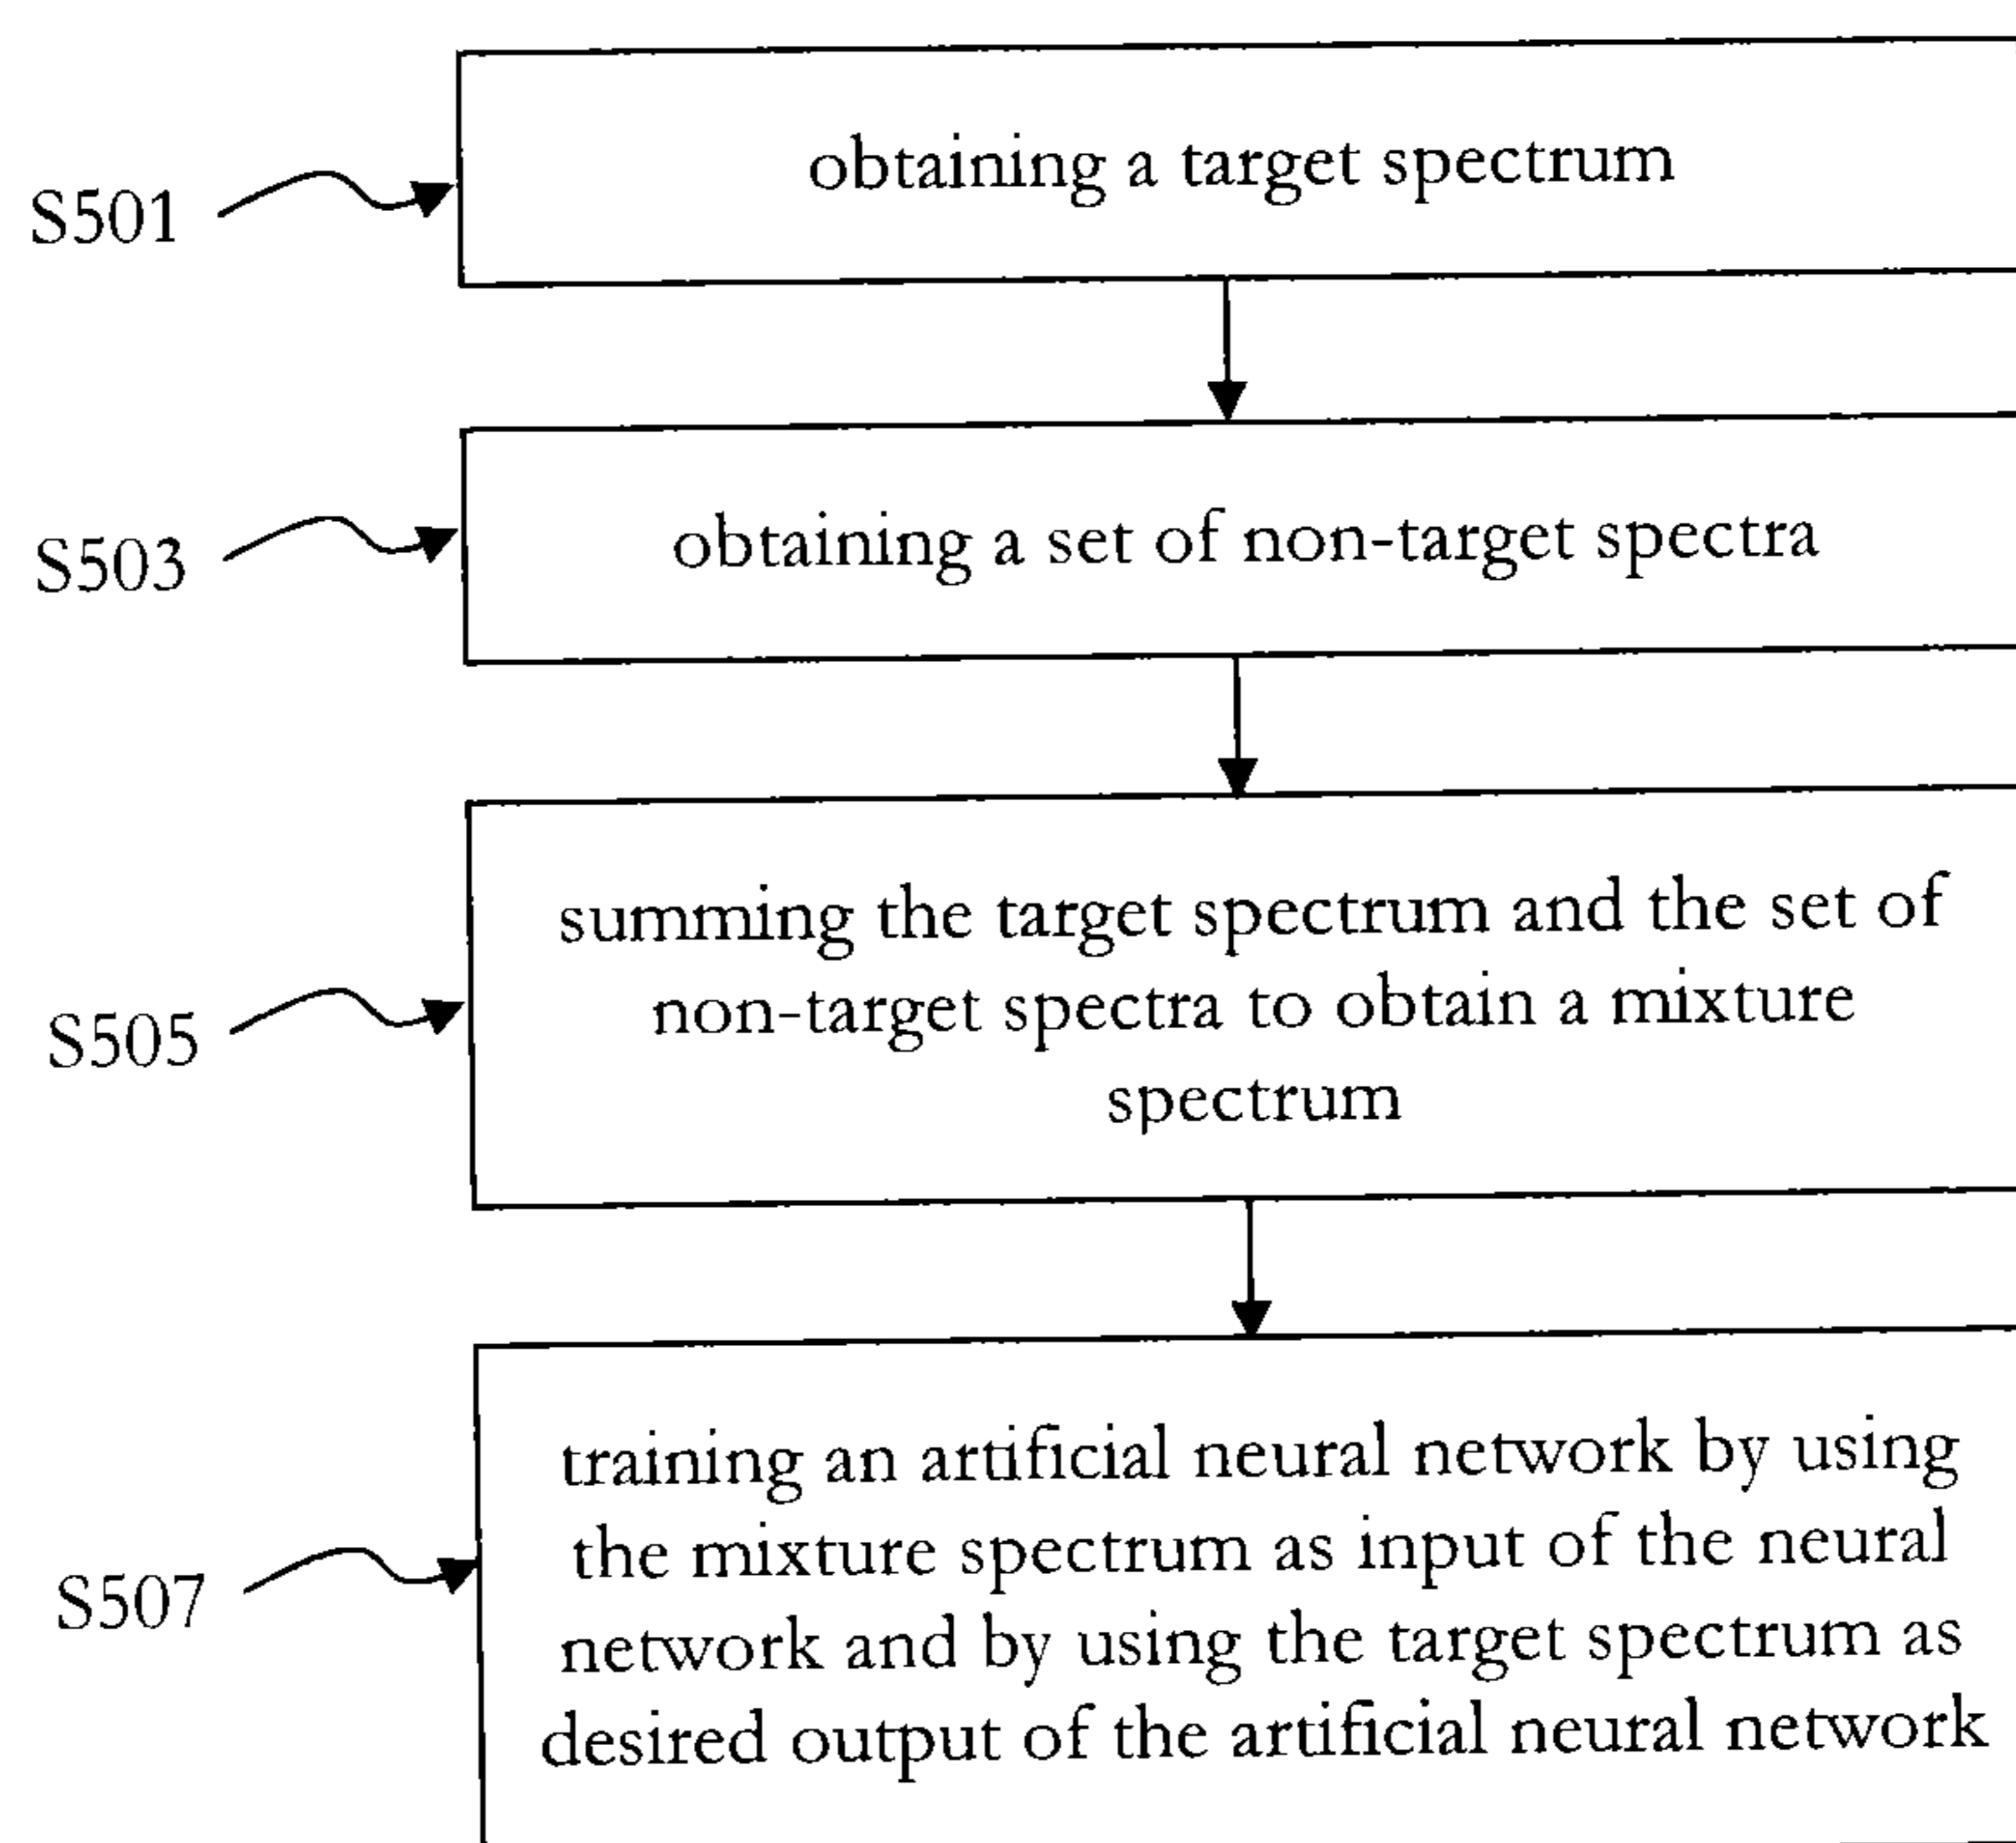 S501
obtaining a target spectrum
S503
obtaining a set of non-target spectra
S505
summing the target spectrum and the set of
non-target spectra to obtain a mixture
spectrum
S507
training an artificial neural network by using
the mixture spectrum as input of the neural
network and by using the target spectrum as
desired output of the artificial neural network